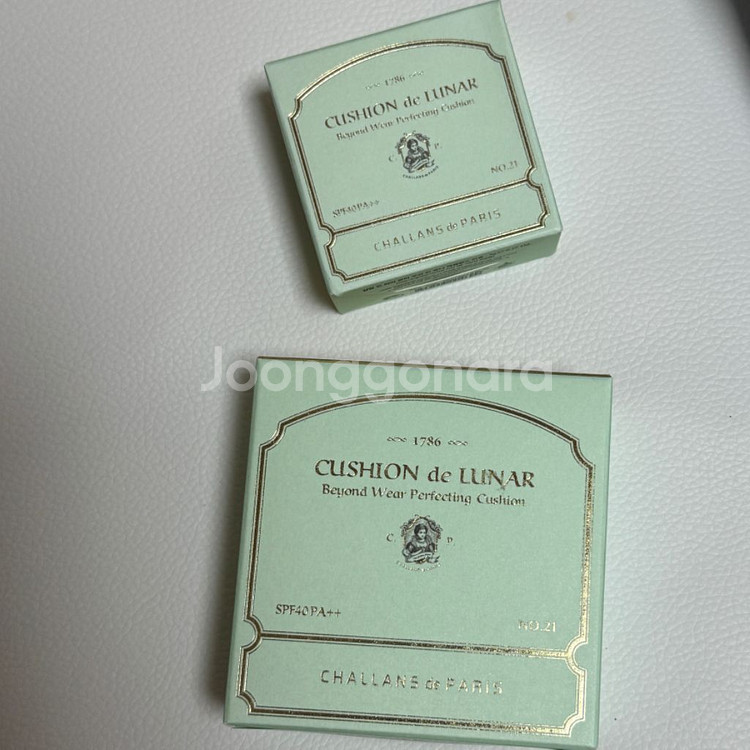 1786
CUSHION de LUNAR
Beyond Wear Perfecting Cushion
C. P.
NO.21
SPF40PA++
CHALLANS de PARIS
Joonggonara
1786
CUSHION de LUNAR
Beyond Wear Perfecting Cushion
C. P.
SPF40PA++
NO.21
CHALLANS de PARIS